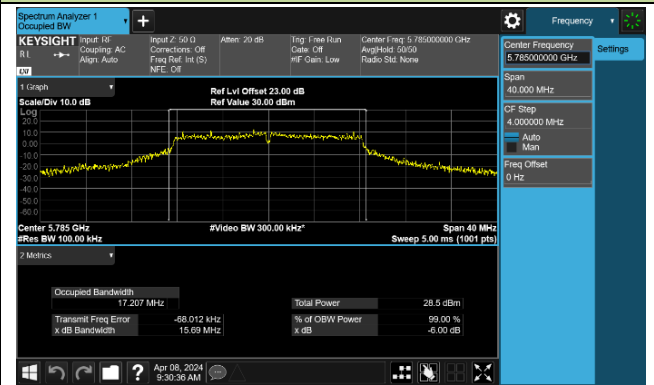 Spectrum Analyzer 1
Occupied BW
Frequency
KEYSIGHT
Input: RF
Coupling: AC
Align: Auto
Input Z: 50 Ω
Corrections: Off
Freq Ref: Int (S)
NFE: Off
Atten: 20 dB
Trig: Free Run
Gate: Off
#IF Gain: Low
Center Freq: 5.785000000 GHz
Avg|Hold: 50/50
Radio Std: None
Center Frequency
5.785000000 GHz
Settings
Span
40.000 MHz
CF Step
4.000000 MHz
Auto
Man
Freq Offset
0 Hz
1 Graph
Scale/Div 10.0 dB
Ref Lvl Offset 23.00 dB
Ref Value 30.00 dBm
Log
20.0
10.0
0.00
-10.0
-20.0
-30.0
-40.0
-50.0
-60.0
Center 5.785 GHz
#Res BW 100.00 kHz
#Video BW 300.00 kHz*
Span 40 MHz
Sweep 5.00 ms (1001 pts)
2 Metrics
Occupied Bandwidth
17.207 MHz
Total Power 28.5 dBm
Transmit Freq Error -68.012 kHz
% of OBW Power 99.00 %
x dB Bandwidth 15.69 MHz
x dB -6.00 dB
?
Apr 08, 2024
9:30:36 AM